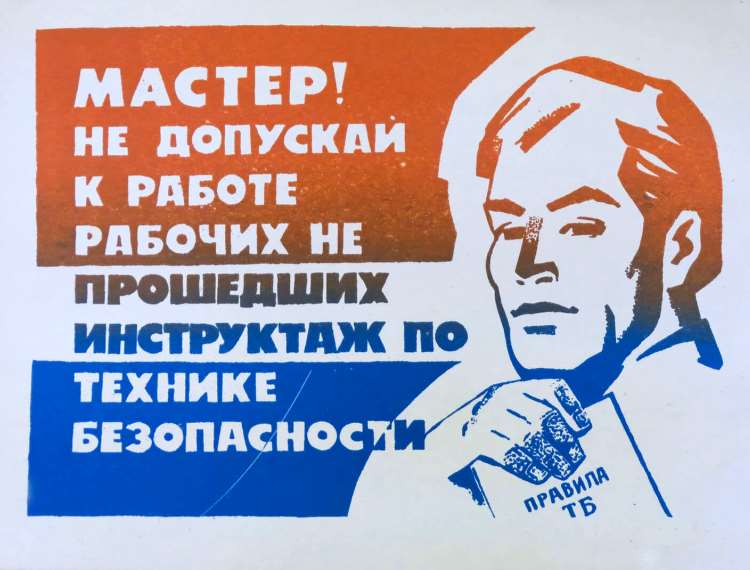 МАСТЕР!
НЕ ДОПУСКАЙ
К РАБОТЕ
РАБОЧИХ НЕ
ПРОШЕДШИХ
ИНСТРУКТАЖ ПО
ТЕХНИКЕ
БЕЗОПАСНОСТИ
ПРАВИЛА
ТБ